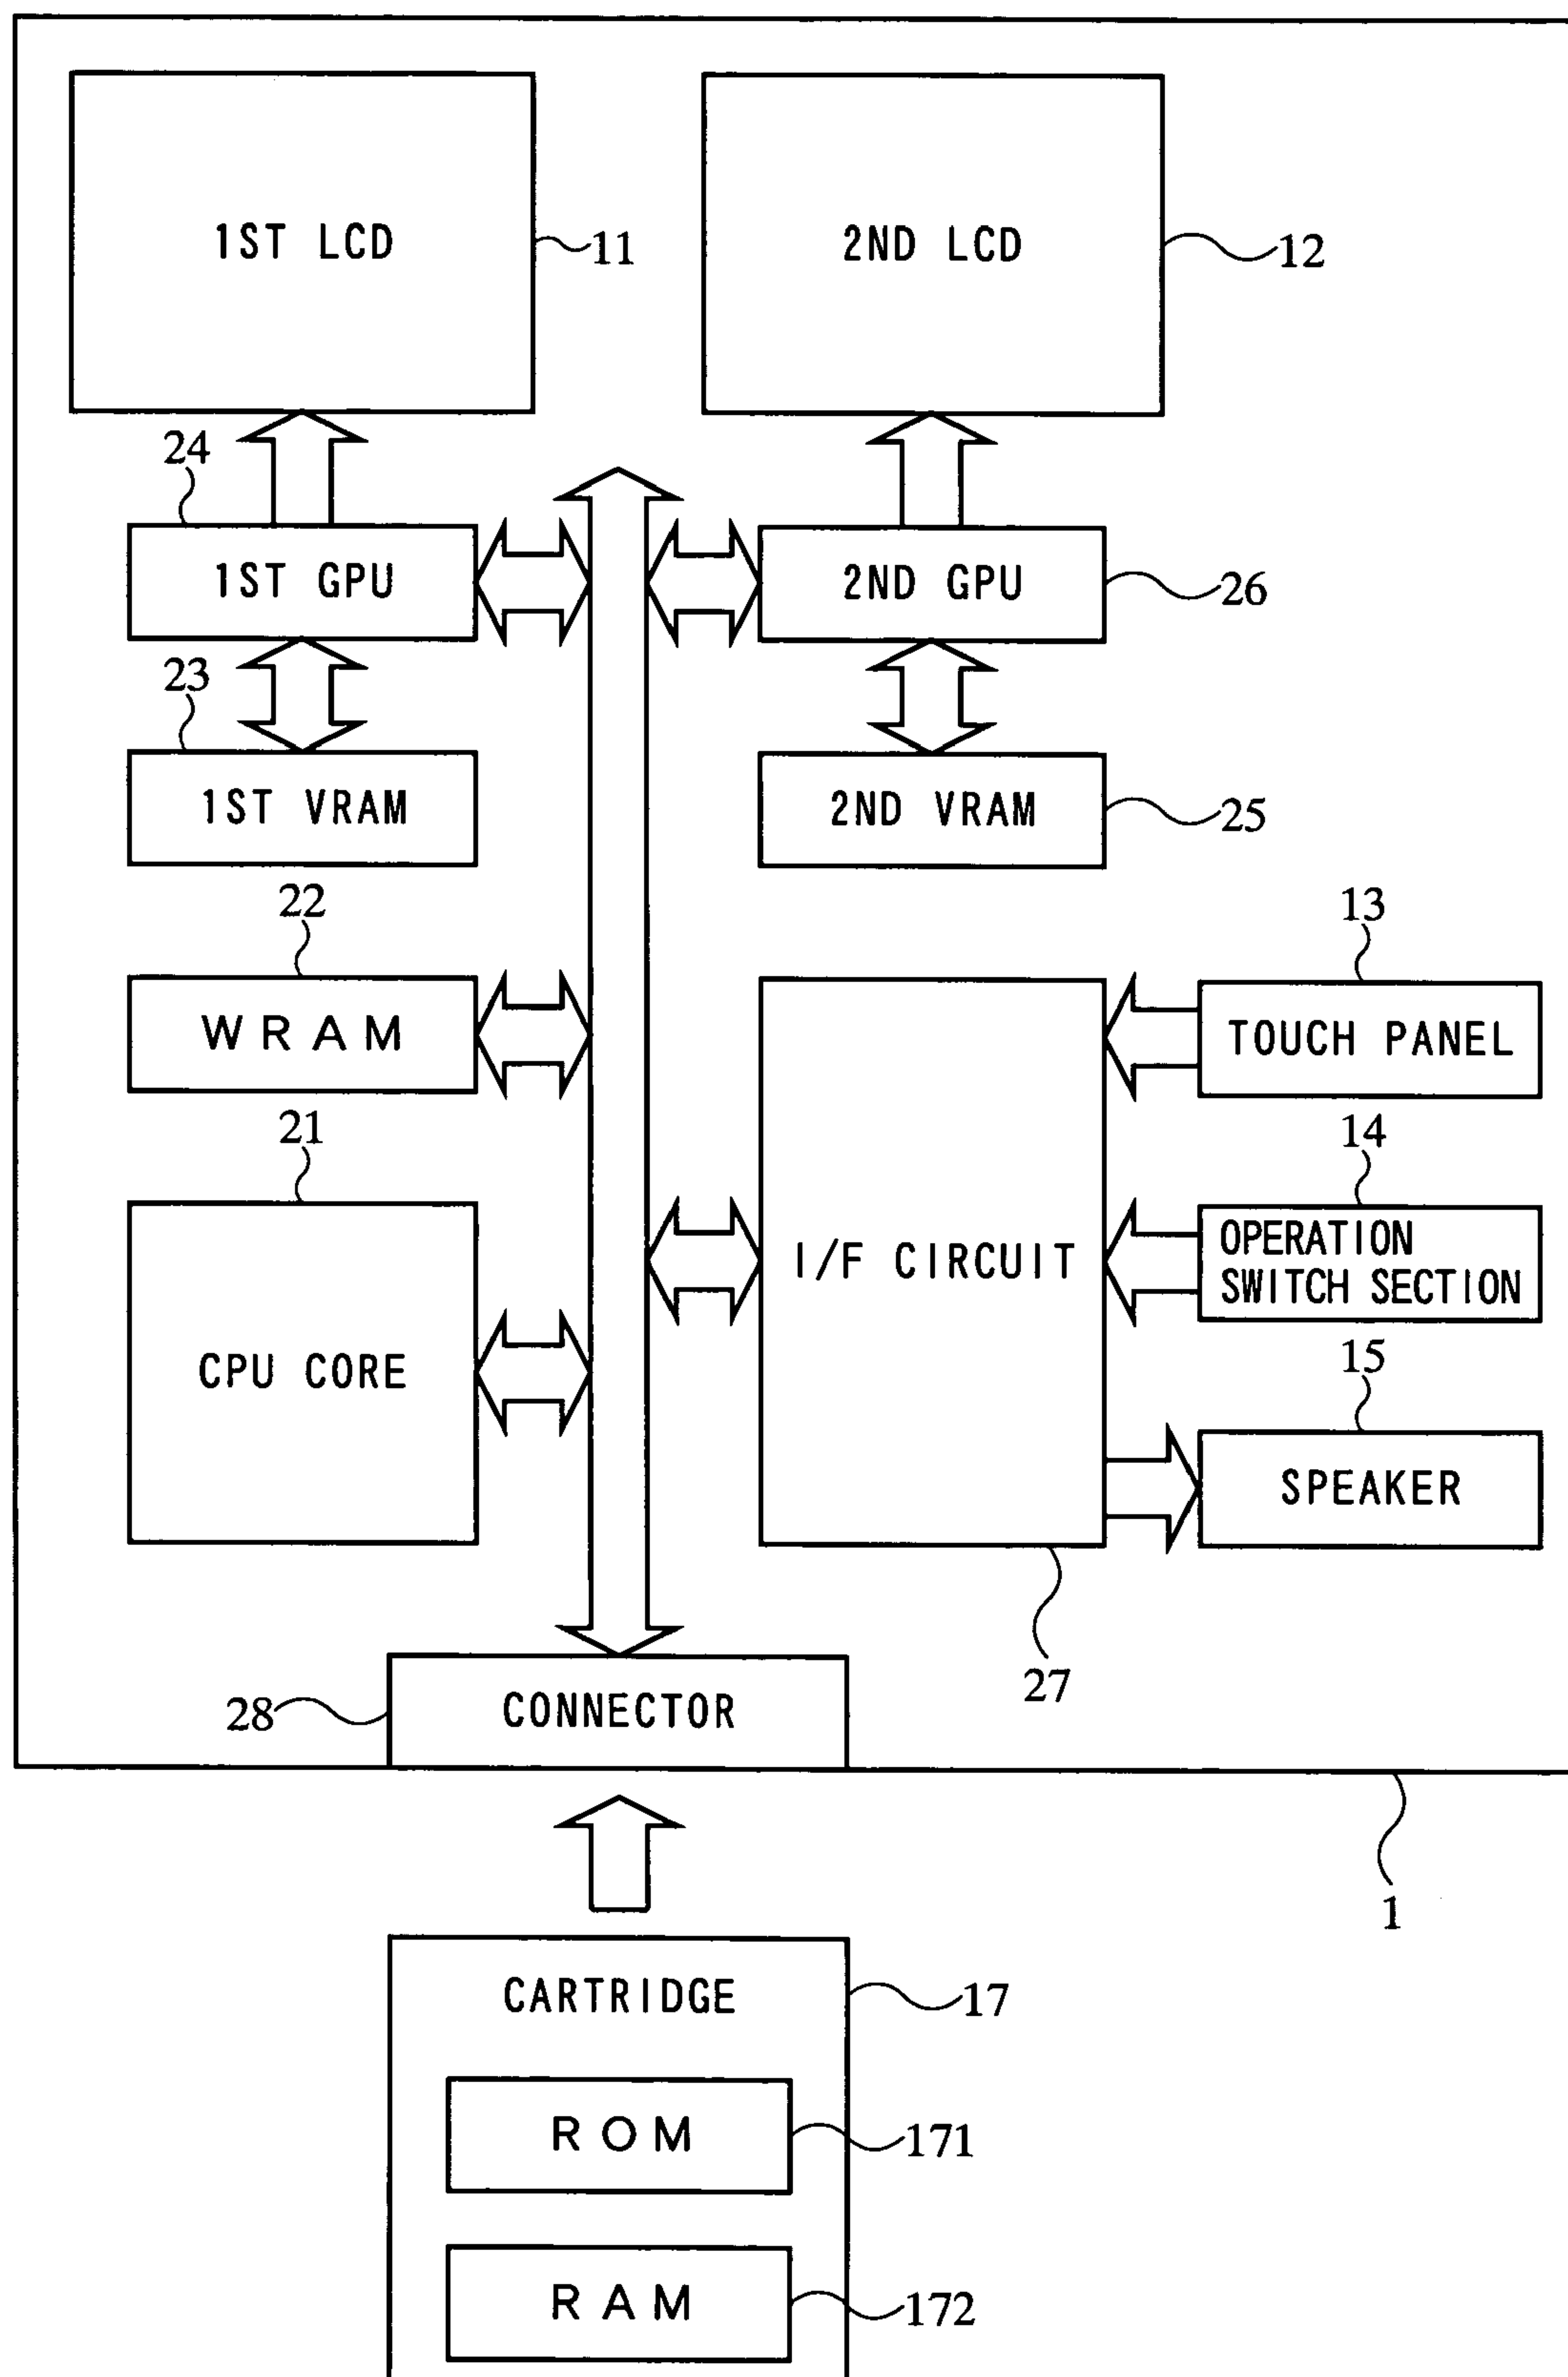 1ST LCD
11
2ND LCD
12
24
1ST GPU
2ND GPU
26
23
1ST VRAM
2ND VRAM
25
22
WRAM
13
TOUCH PANEL
21
CPU CORE
I/F CIRCUIT
14
OPERATION
SWITCH SECTION
15
SPEAKER
27
28
CONNECTOR
1
CARTRIDGE
17
ROM
171
RAM
172